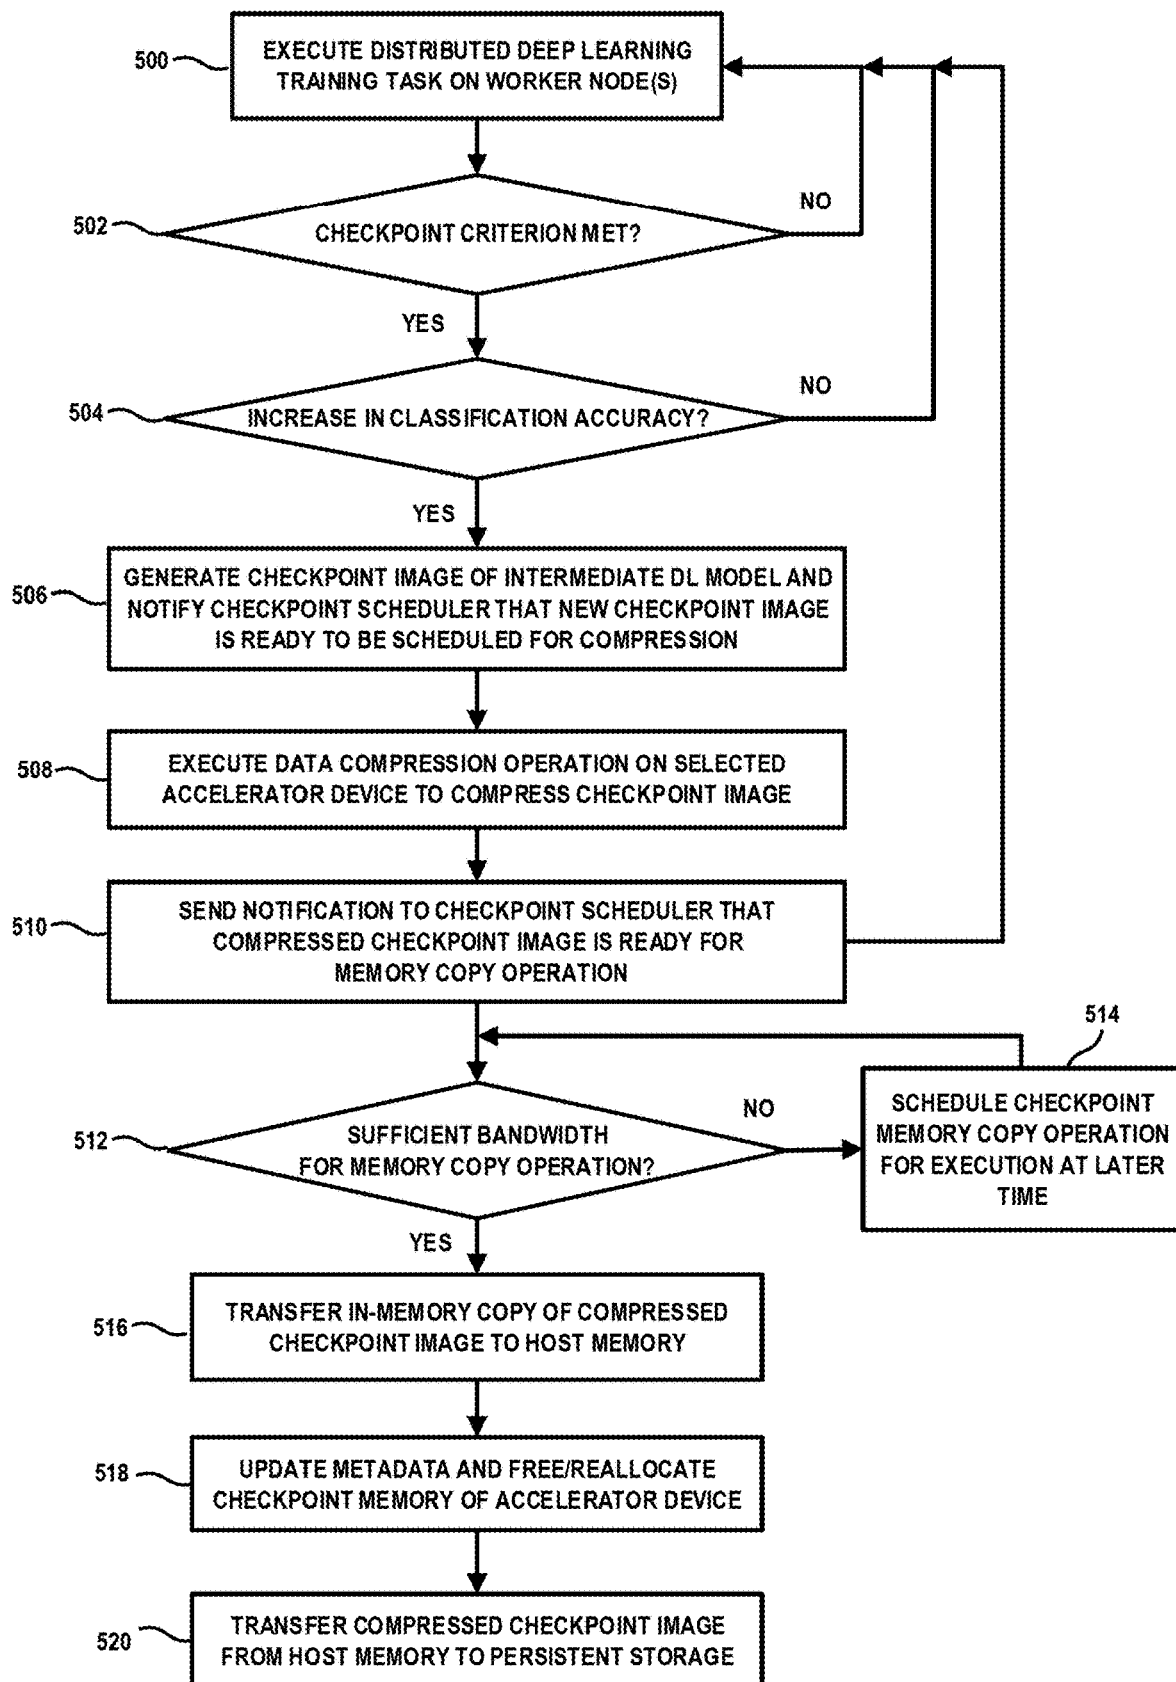 500
EXECUTE DISTRIBUTED DEEP LEARNING
TRAINING TASK ON WORKER NODE(S)
502
CHECKPOINT CRITERION MET?
NO
YES
504
INCREASE IN CLASSIFICATION ACCURACY?
NO
YES
506
GENERATE CHECKPOINT IMAGE OF INTERMEDIATE DL MODEL AND
NOTIFY CHECKPOINT SCHEDULER THAT NEW CHECKPOINT IMAGE
IS READY TO BE SCHEDULED FOR COMPRESSION
508
EXECUTE DATA COMPRESSION OPERATION ON SELECTED
ACCELERATOR DEVICE TO COMPRESS CHECKPOINT IMAGE
510
SEND NOTIFICATION TO CHECKPOINT SCHEDULER THAT
COMPRESSED CHECKPOINT IMAGE IS READY FOR
MEMORY COPY OPERATION
512
SUFFICIENT BANDWIDTH
FOR MEMORY COPY OPERATION?
NO
YES
514
SCHEDULE CHECKPOINT
MEMORY COPY OPERATION
FOR EXECUTION AT LATER
TIME
516
TRANSFER IN-MEMORY COPY OF COMPRESSED
CHECKPOINT IMAGE TO HOST MEMORY
518
UPDATE METADATA AND FREE/REALLOCATE
CHECKPOINT MEMORY OF ACCELERATOR DEVICE
520
TRANSFER COMPRESSED CHECKPOINT IMAGE
FROM HOST MEMORY TO PERSISTENT STORAGE